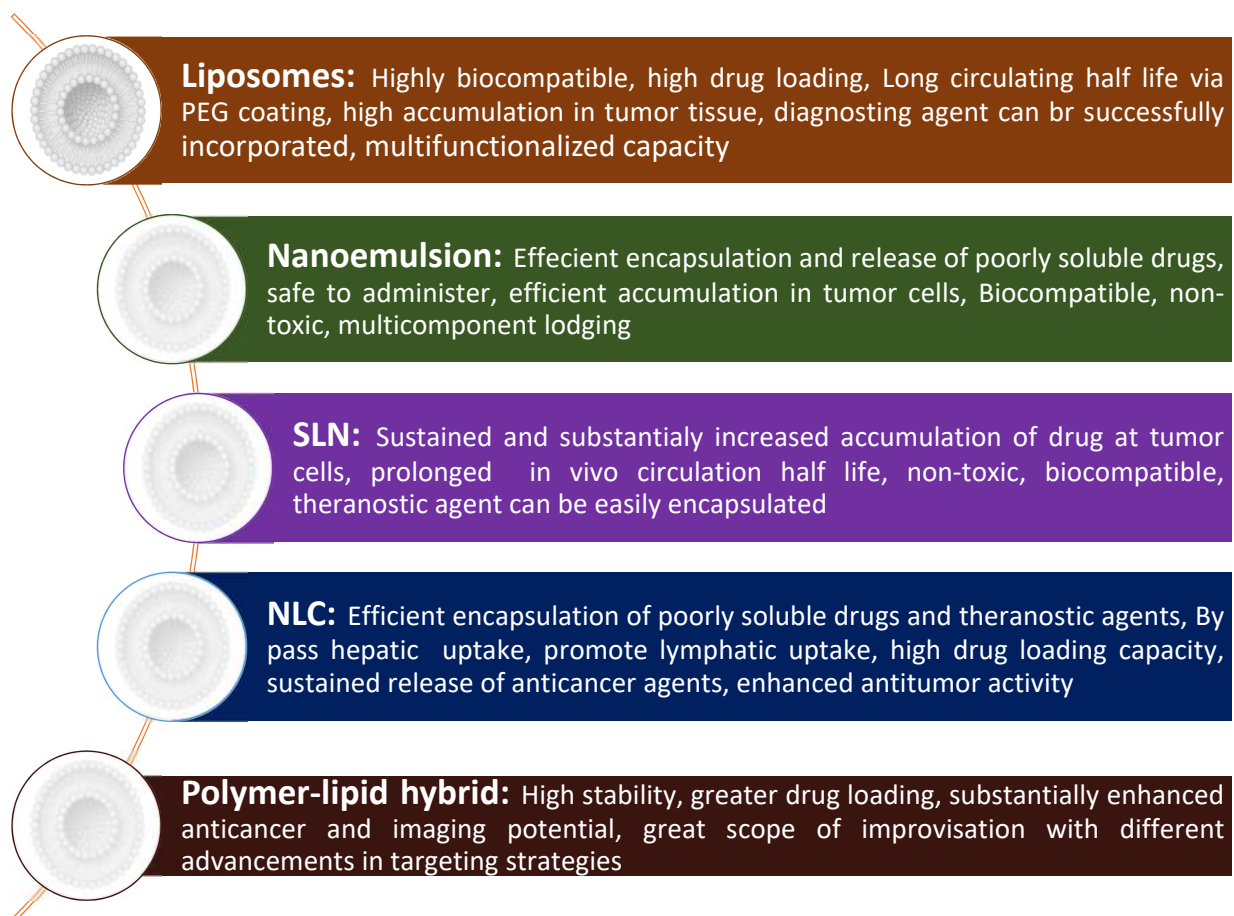 Liposomes: Highly biocompatible, high drug loading, Long circulating half life via
PEG coating, high accumulation in tumor tissue, diagnosting agent can br successfully
incorporated, multifunctionalized capacity
Nanoemulsion: Effecient encapsulation and release of poorly soluble drugs,
safe to administer, efficient accumulation in tumor cells, Biocompatible, non-
toxic, multicomponent lodging
SLN: Sustained and substantialy increased accumulation of drug at tumor
cells, prolonged in vivo circulation half life, non-toxic, biocompatible,
theranostic agent can be easily encapsulated
NLC: Efficient encapsulation of poorly soluble drugs and theranostic agents, By
pass hepatic uptake, promote lymphatic uptake, high drug loading capacity,
sustained release of anticancer agents, enhanced antitumor activity
Polymer-lipid hybrid: High stability, greater drug loading, substantially enhanced
anticancer and imaging potential, great scope of improvisation with different
advancements in targeting strategies